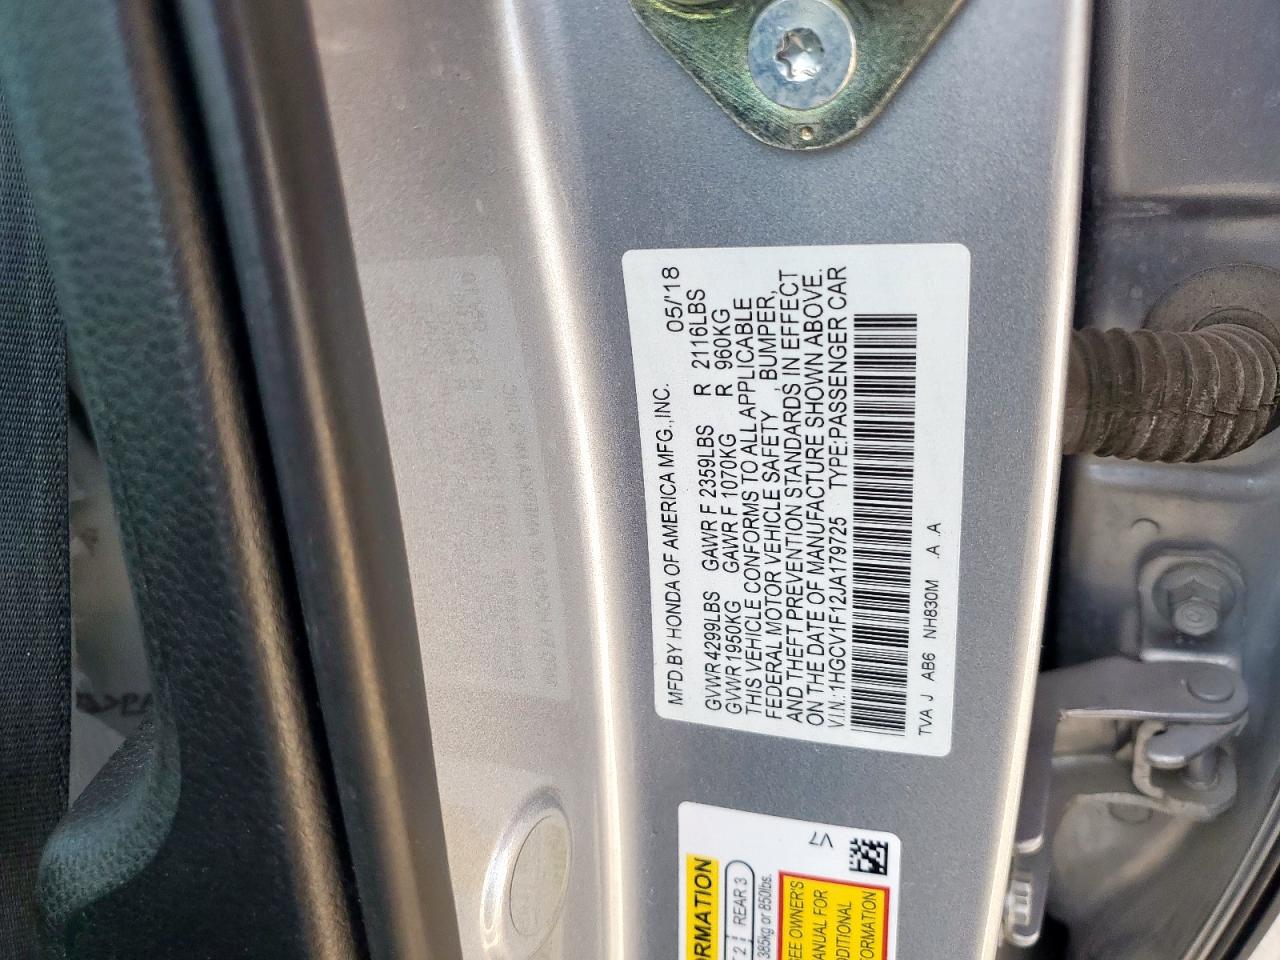 MFD.BY HONDA OF AMERICA MFG.,INC. 05/'18
GVWR 4299LBS GAWR F 2359LBS R 2116LBS
GVWR 1950KG GAWR F 1070KG R 960KG
THIS VEHICLE CONFORMS TO ALL APPLICABLE
FEDERAL MOTOR VEHICLE SAFETY , BUMPER,
AND THEFT PREVENTION STANDARDS IN EFFECT
ON THE DATE OF MANUFACTURE SHOWN ABOVE.
V.I.N.:1HGCV1F12JA179725 TYPE:PASSENGER CAR
TVA J AB6 NH830M .A .A
V7
REAR 3
385kg or 850lbs.
SEE OWNER'S
MANUAL FOR
ADDITIONAL